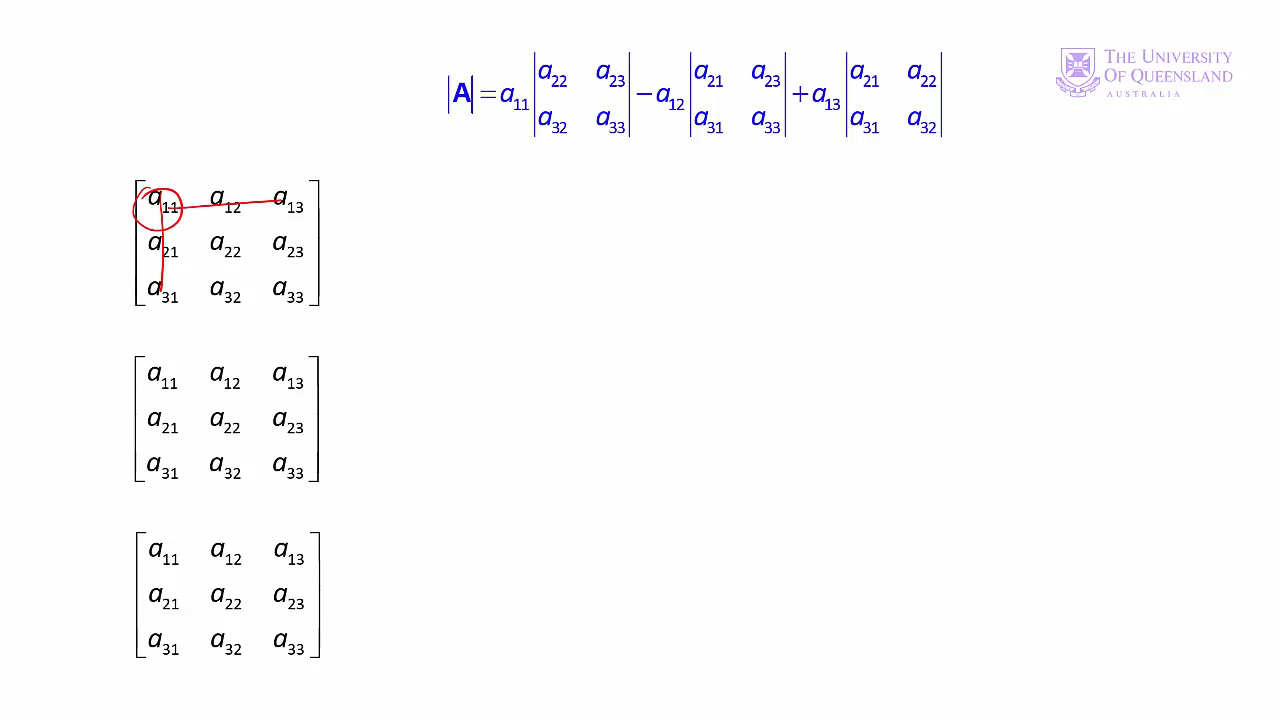 |A| = a₁₁ |a₂₂ a₂₃; a₃₂ a₃₃| − a₁₂ |a₂₁ a₂₃; a₃₁ a₃₃| + a₁₃ |a₂₁ a₂₂; a₃₁ a₃₂|
THE UNIVERSITY
OF QUEENSLAND
AUSTRALIA
a₁₁ a₁₂ a₁₃
a₂₁ a₂₂ a₂₃
a₃₁ a₃₂ a₃₃
a₁₁ a₁₂ a₁₃
a₂₁ a₂₂ a₂₃
a₃₁ a₃₂ a₃₃
a₁₁ a₁₂ a₁₃
a₂₁ a₂₂ a₂₃
a₃₁ a₃₂ a₃₃